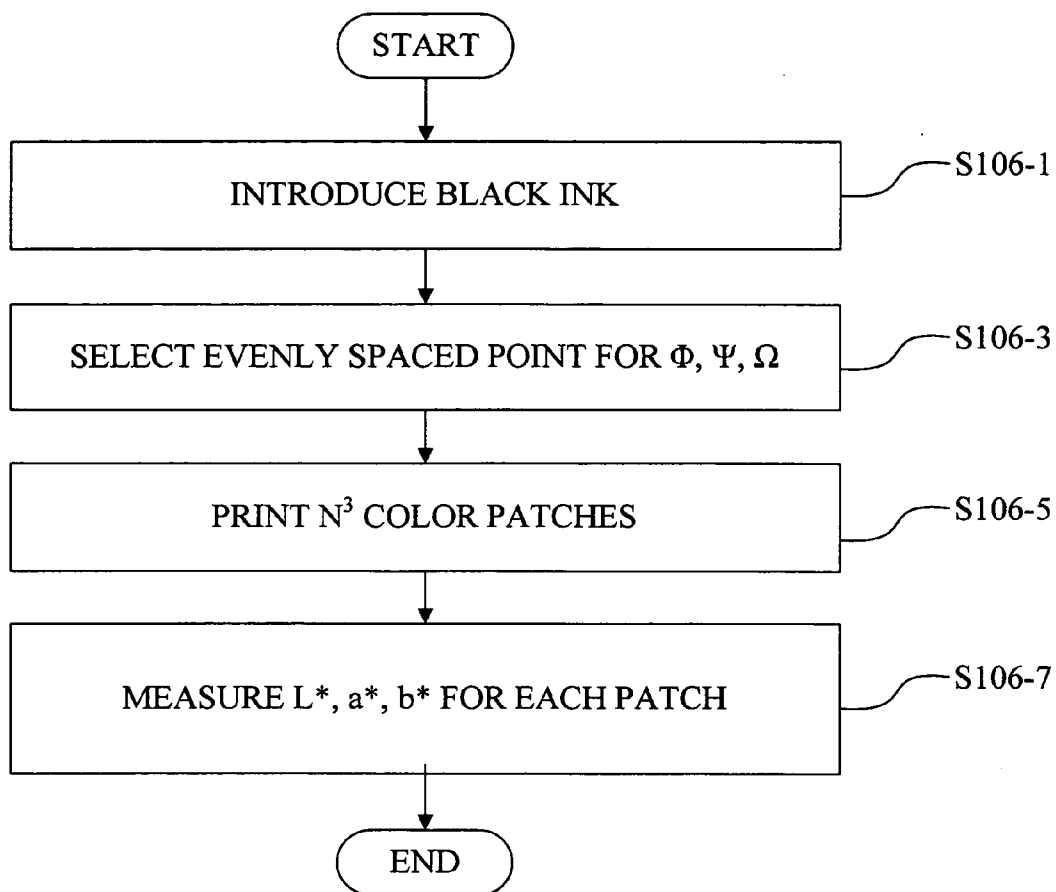 START
INTRODUCE BLACK INK
S106-1
SELECT EVENLY SPACED POINT FOR Φ, Ψ, Ω
S106-3
PRINT N³ COLOR PATCHES
S106-5
MEASURE L*, a*, b* FOR EACH PATCH
S106-7
END